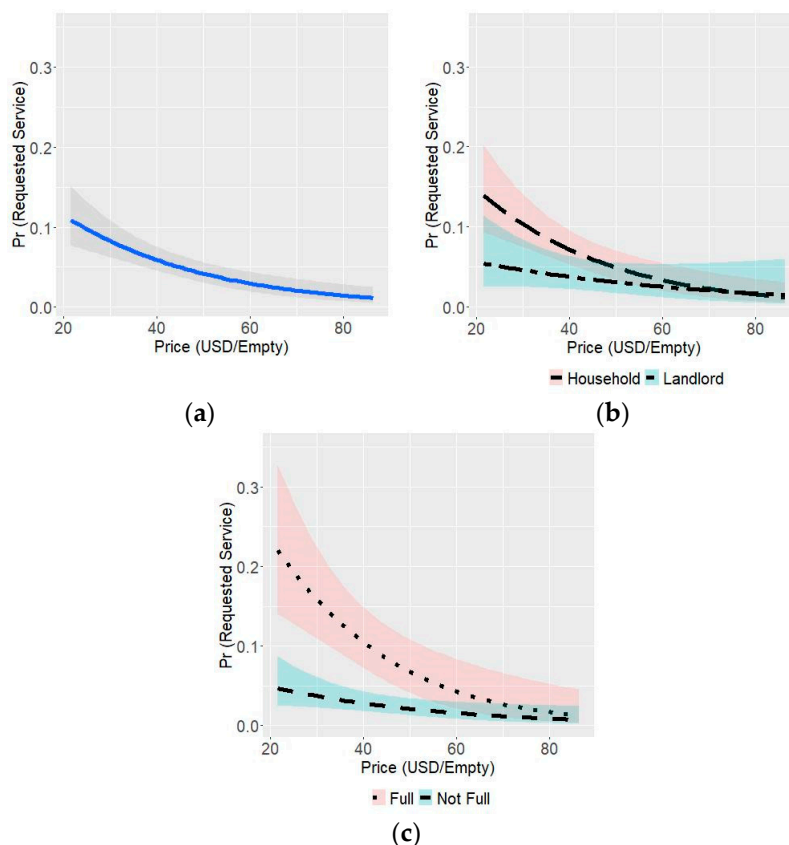 0.3
0.2
0.1
0.0
Pr (Requested Service)
20 40 60 80
Price (USD/Empty)
(a)
0.3
0.2
0.1
0.0
Pr (Requested Service)
20 40 60 80
Price (USD/Empty)
Household Landlord
(b)
0.3
0.2
0.1
0.0
Pr (Requested Service)
20 40 60 80
Price (USD/Empty)
Full Not Full
(c)